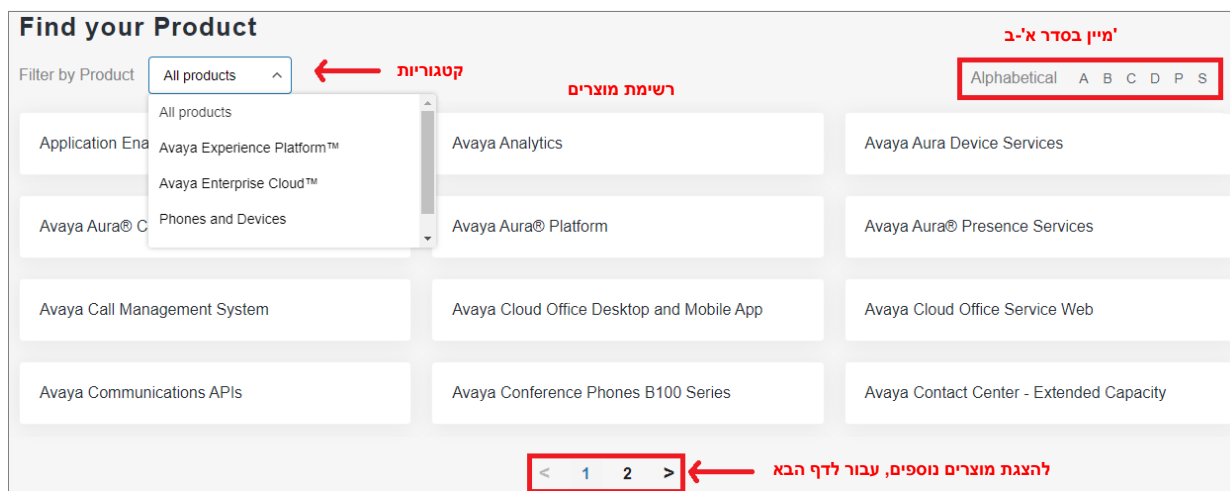 Find your Product
מיין בסדר א'-ב'
Filter by Product All products
קטגוריות
Alphabetical A B C D P S
רשימת מוצרים
All products
Avaya Experience Platform™
Avaya Enterprise Cloud™
Phones and Devices
Application Ena
Avaya Analytics
Avaya Aura Device Services
Avaya Aura® C
Avaya Aura® Platform
Avaya Aura® Presence Services
Avaya Call Management System
Avaya Cloud Office Desktop and Mobile App
Avaya Cloud Office Service Web
Avaya Communications APIs
Avaya Conference Phones B100 Series
Avaya Contact Center - Extended Capacity
< 1 2 >
להצגת מוצרים נוספים, עבור לדף הבא